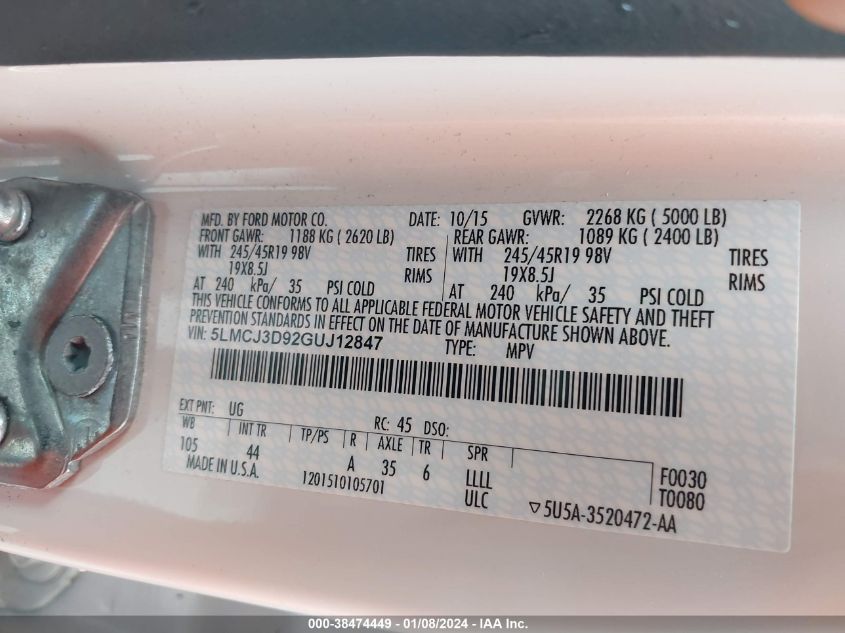 MFD. BY FORD MOTOR CO. DATE: 10/15 GVWR: 2268 KG ( 5000 LB)
FRONT GAWR: 1188 KG ( 2620 LB) REAR GAWR: 1089 KG ( 2400 LB)
WITH 245/45R19 98V TIRES WITH 245/45R19 98V TIRES
19X8.5J RIMS 19X8.5J RIMS
AT 240 kPa/ 35 PSI COLD AT 240 kPa/ 35 PSI COLD
THIS VEHICLE CONFORMS TO ALL APPLICABLE FEDERAL MOTOR VEHICLE SAFETY AND THEFT
PREVENTION STANDARDS IN EFFECT ON THE DATE OF MANUFACTURE SHOWN ABOVE.
VIN: 5LMCJ3D92GUJ12847 TYPE: MPV
EXT PNT: UG RC: 45 DSO:
WB INT TR TP/PS R AXLE TR SPR
105 44 A 35 6 LLLL F0030
MADE IN U.S.A. 1201510105701 ULC T0080
▽5U5A-3520472-AA
000-38474449 - 01/08/2024 - IAA Inc.